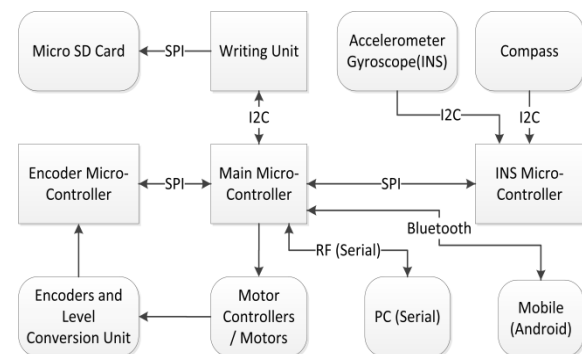 Micro SD Card
SPI
Writing Unit
Accelerometer
Gyroscope(INS)
Compass
I2C
I2C
I2C
Encoder Micro-
Controller
SPI
Main Micro-
Controller
SPI
INS Micro-
Controller
Bluetooth
RF (Serial)
Encoders and
Level
Conversion Unit
Motor
Controllers
/ Motors
PC (Serial)
Mobile
(Android)